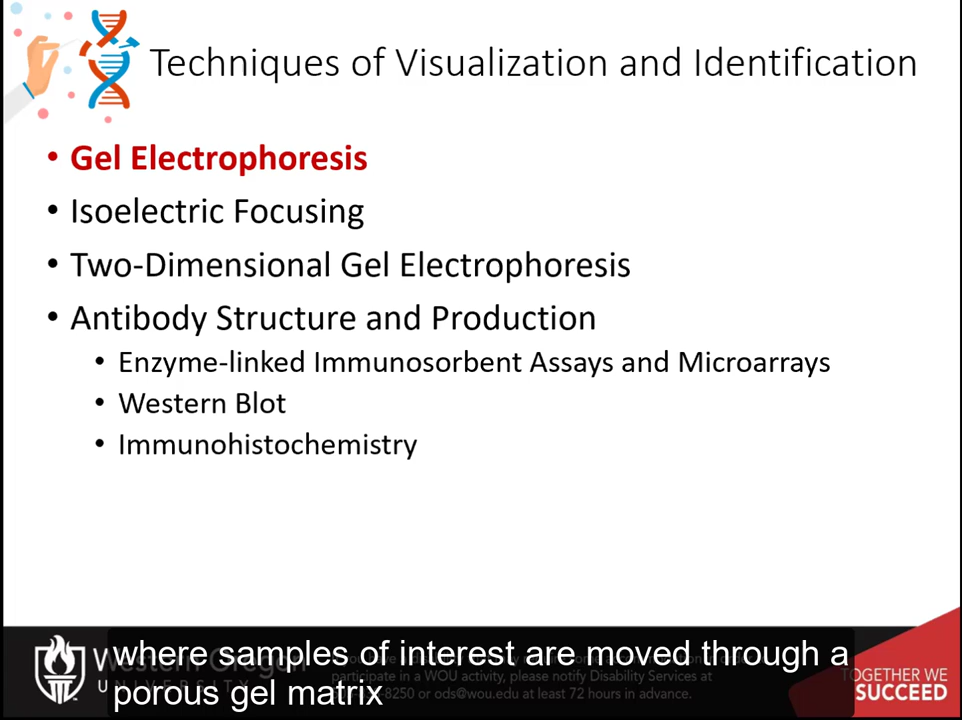 Techniques of Visualization and Identification
• Gel Electrophoresis
• Isoelectric Focusing
• Two-Dimensional Gel Electrophoresis
• Antibody Structure and Production
• Enzyme-linked Immunosorbent Assays and Microarrays
• Western Blot
• Immunohistochemistry
where samples of interest are moved through a
porous gel matrix
Western Oregon
UNIVERSITY
participate in a WOU activity, please notify Disability Services at
8250 or ods@wou.edu at least 72 hours in advance.
TOGETHER WE
SUCCEED